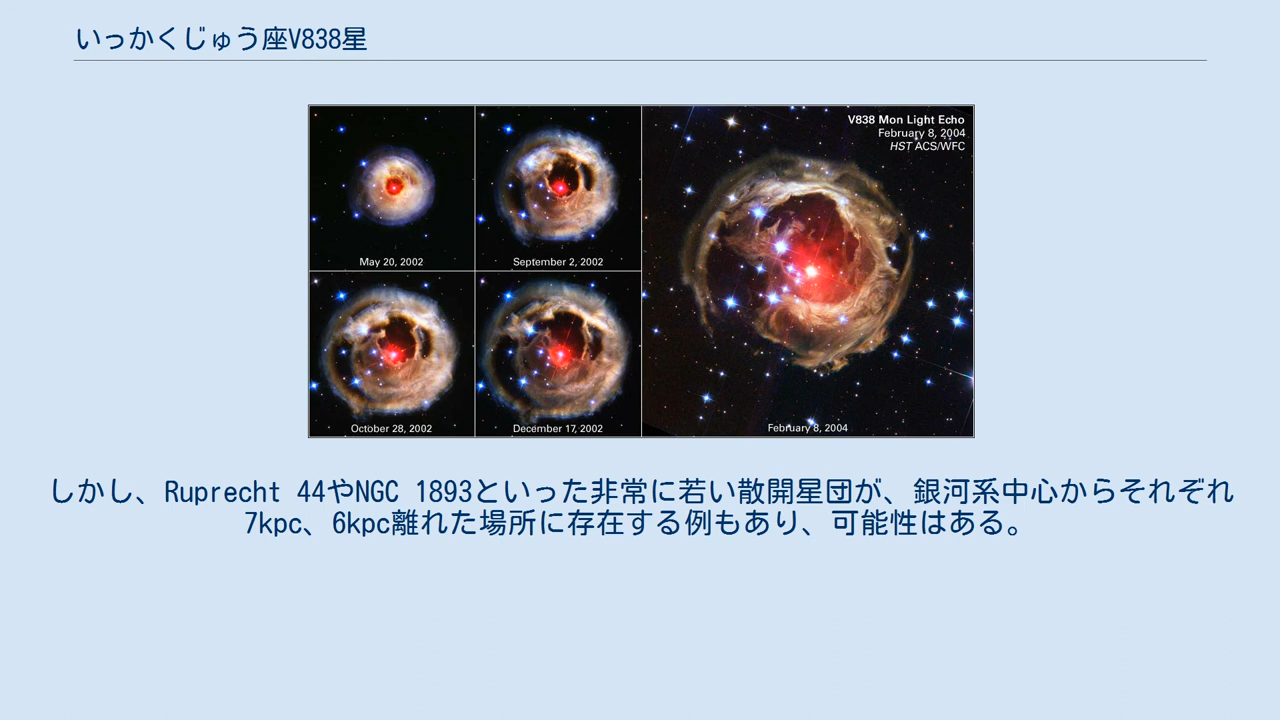 いっかくじゅう座V838星
May 20, 2002
September 2, 2002
October 28, 2002
December 17, 2002
V838 Mon Light Echo
February 8, 2004
HST ACS/WFC
February 8, 2004
しかし、Ruprecht 44やNGC 1893といった非常に若い散開星団が、銀河系中心からそれぞれ
7kpc、6kpc離れた場所に存在する例もあり、可能性はある。